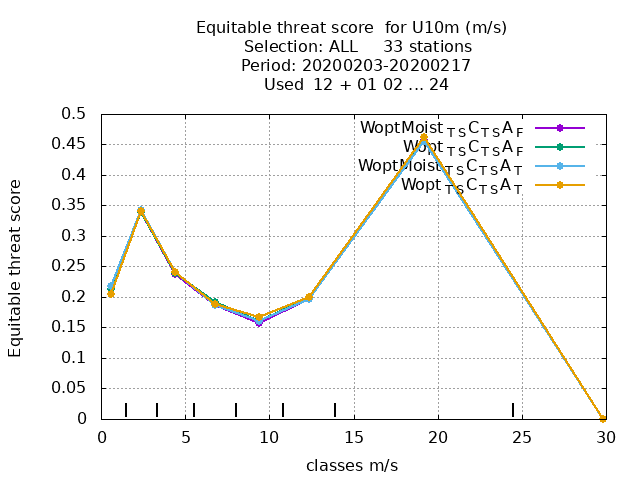 Equitable threat score  for U10m (m/s)
Selection: ALL     33 stations
Period: 20200203-20200217
Used  12 + 01 02 ... 24
Equitable threat score
0.5
0.45
0.4
0.35
0.3
0.25
0.2
0.15
0.1
0.05
0
WoptMoist TS C TS A F
Wopt TS C TS A F
WoptMoist TS C TS A T
Wopt TS C TS A T
0 5 10 15 20 25 30
classes m/s